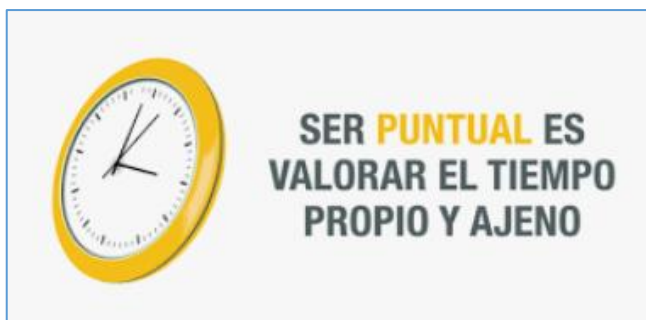 SER PUNTUAL ES
VALORAR EL TIEMPO
PROPIO Y AJENO